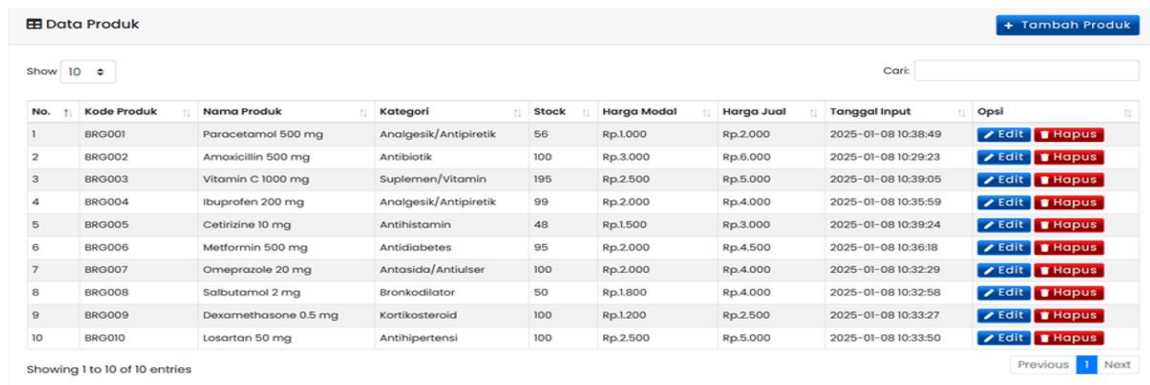 Data Produk
+ Tambah Produk
Show 10
Cari:
No. Kode Produk Nama Produk Kategori Stock Harga Modal Harga Jual Tanggal Input Opsi
1 BRG001 Paracetamol 500 mg Analgesik/Antipiretik 56 Rp.1.000 Rp.2.000 2025-01-08 10:38:49 Edit Hapus
2 BRG002 Amoxicillin 500 mg Antibiotik 100 Rp.3.000 Rp.6.000 2025-01-08 10:29:23 Edit Hapus
3 BRG003 Vitamin C 1000 mg Suplemen/Vitamin 195 Rp.2.500 Rp.5.000 2025-01-08 10:39:05 Edit Hapus
4 BRG004 Ibuprofen 200 mg Analgesik/Antipiretik 99 Rp.2.000 Rp.4.000 2025-01-08 10:35:59 Edit Hapus
5 BRG005 Cetirizine 10 mg Antihistamin 48 Rp.1.500 Rp.3.000 2025-01-08 10:39:24 Edit Hapus
6 BRG006 Metformin 500 mg Antidiabetes 95 Rp.2.000 Rp.4.500 2025-01-08 10:36:18 Edit Hapus
7 BRG007 Omeprazole 20 mg Antasida/Antiulser 100 Rp.2.000 Rp.4.000 2025-01-08 10:32:29 Edit Hapus
8 BRG008 Salbutamol 2 mg Bronkodilator 50 Rp.1.800 Rp.4.000 2025-01-08 10:32:58 Edit Hapus
9 BRG009 Dexamethasone 0.5 mg Kortikosteroid 100 Rp.1.200 Rp.2.500 2025-01-08 10:33:27 Edit Hapus
10 BRG010 Losartan 50 mg Antihipertensi 100 Rp.2.500 Rp.5.000 2025-01-08 10:33:50 Edit Hapus
Showing 1 to 10 of 10 entries
Previous 1 Next